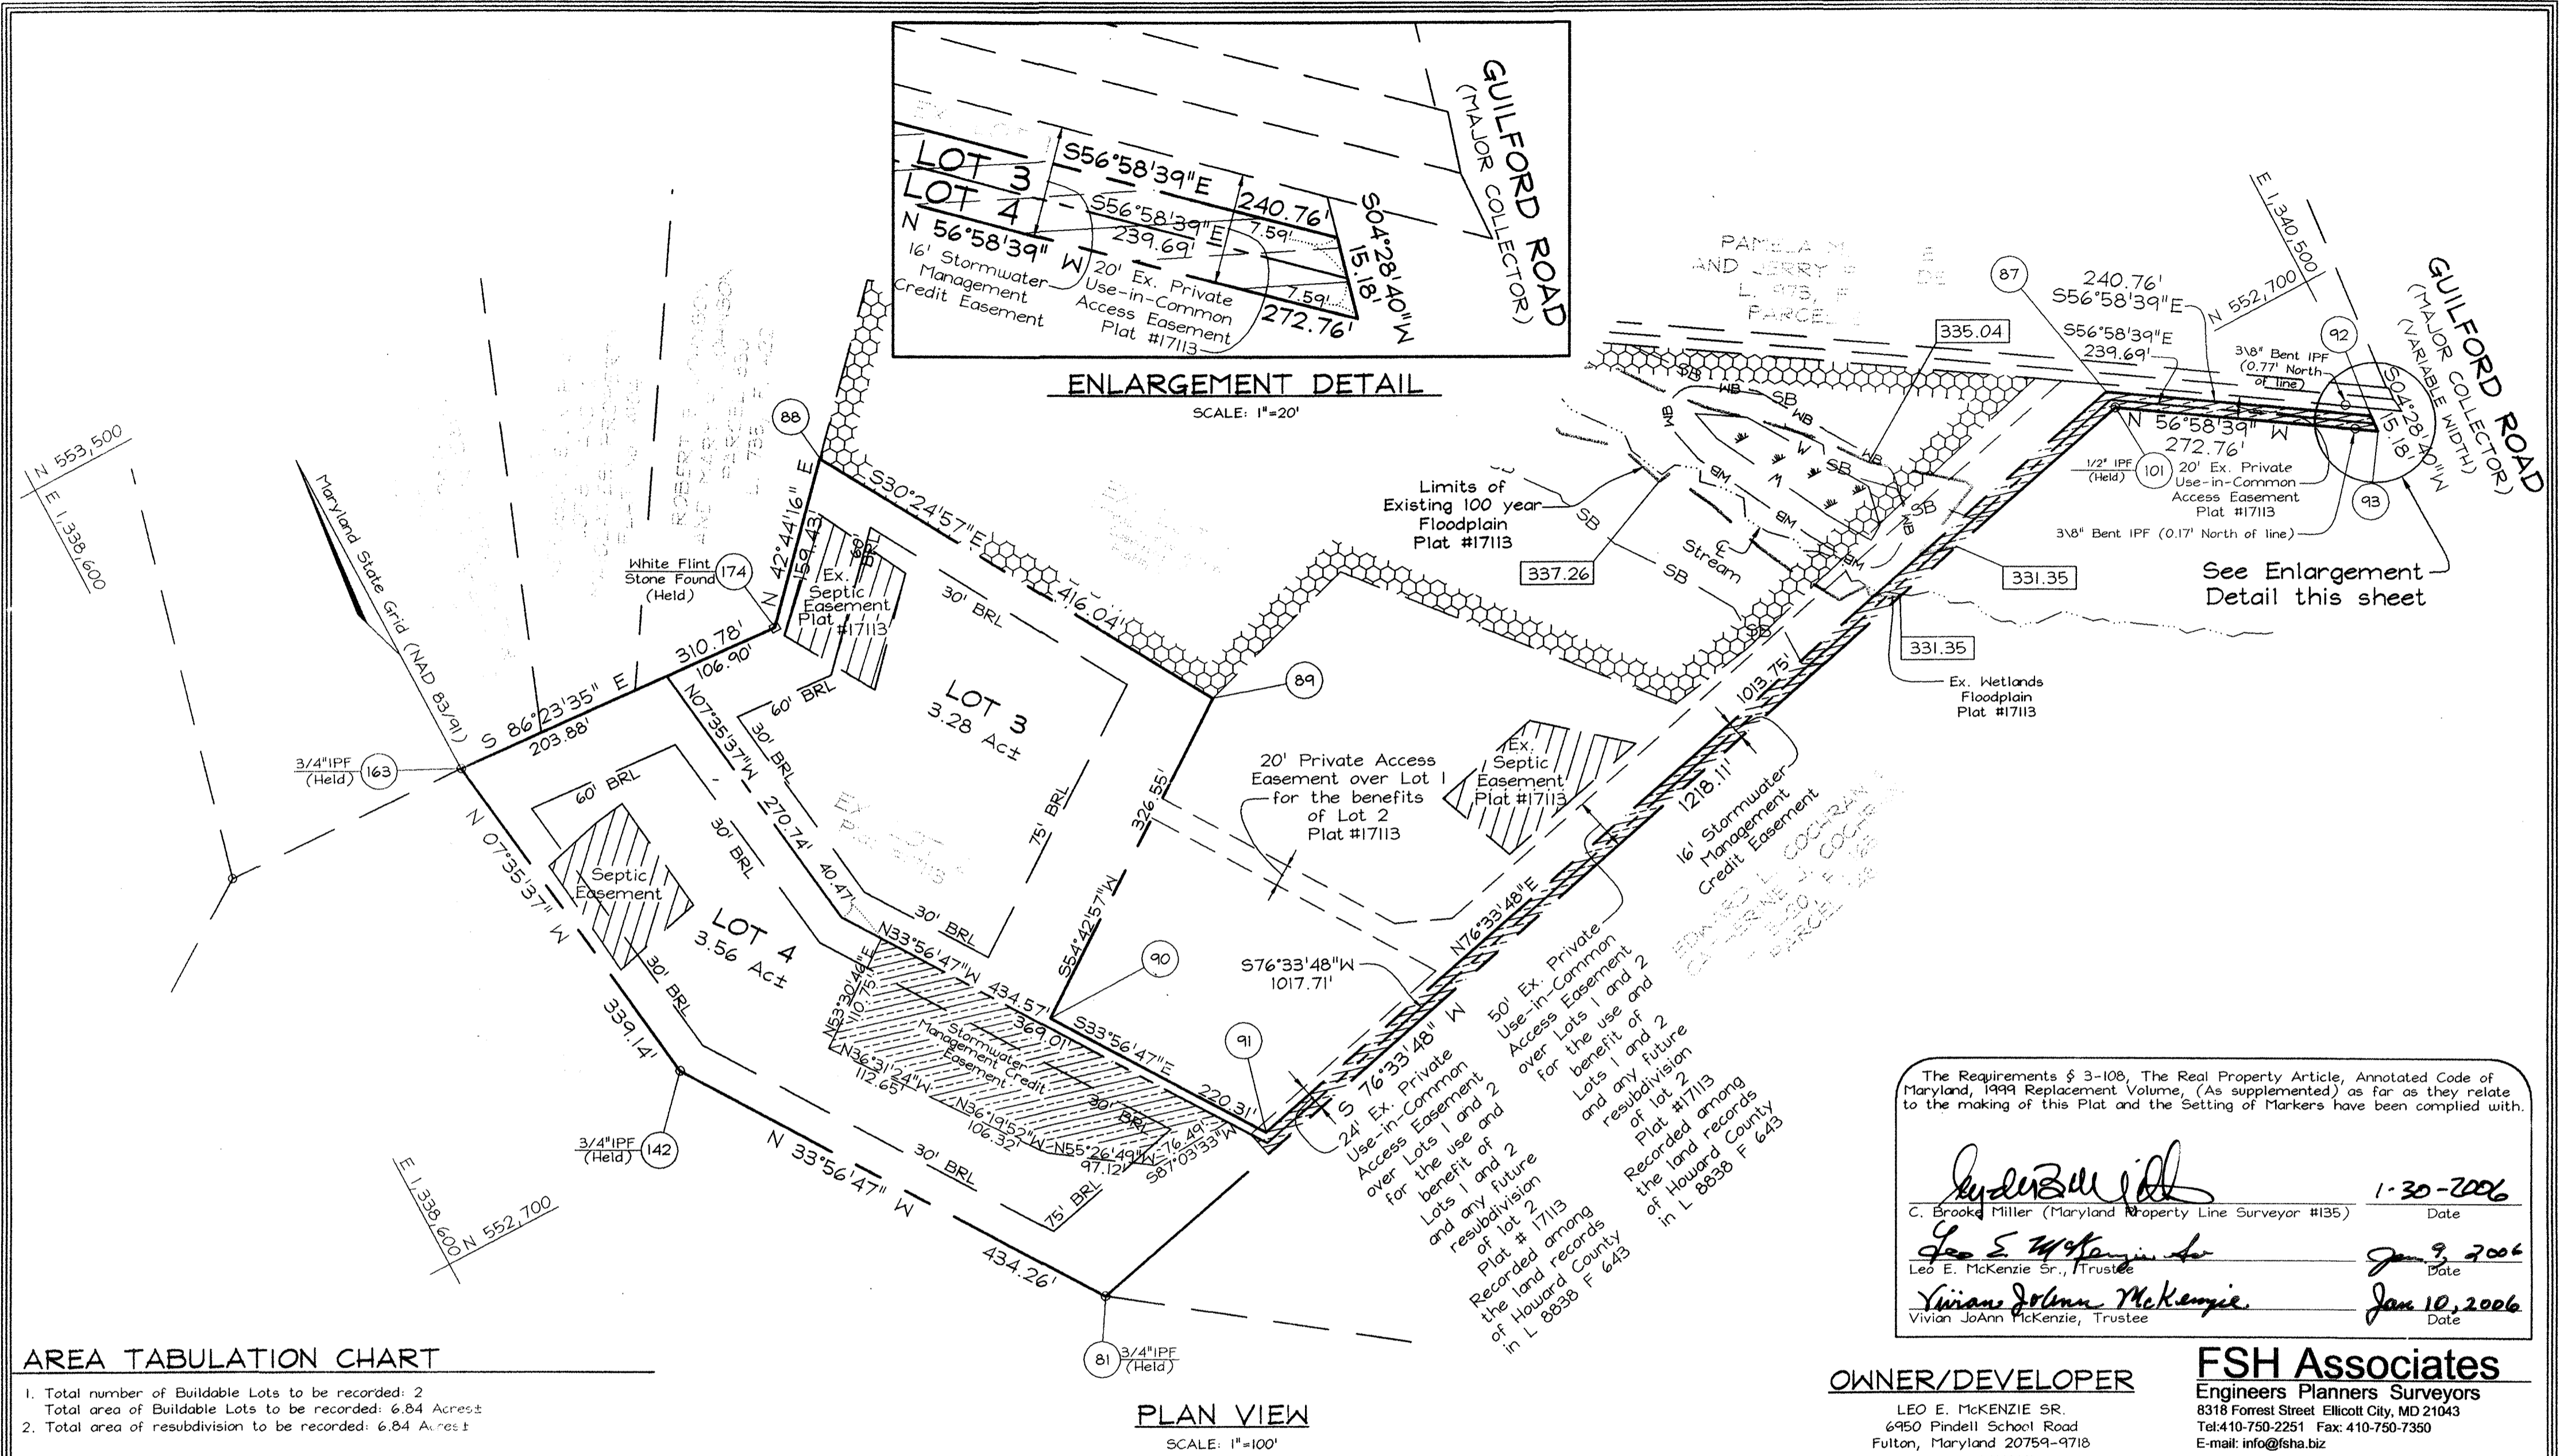 GUILFORD ROAD
(MAJOR COLLECTOR)
LOT 3
LOT 4
S56°58'39"E
240.76'
S56°58'39"E
239.69'
7.59'
7.59'
N 56°58'39" W
272.76'
S04°28'40"W
15.18'
16' Stormwater
Management
Credit Easement
20' Ex. Private
Use-in-Common
Access Easement
Plat #17113
ENLARGEMENT DETAIL
SCALE: 1"=20'
N 553,500
E 1,338,600
Maryland State Grid (NAD 83/91)
88
N 42°44'16" E
159.43'
White Flint
Stone Found
(Held)
174
Ex.
Septic
Easement
Plat
#17113
60' BRL
S30°24'57"E
416.04'
30' BRL
310.78'
106.90'
S 86°23'35" E
203.88'
3/4"IPF
(Held)
163
LOT 3
3.28 Ac±
60' BRL
30' BRL
N07°35'37"W
270.74'
40.47'
75' BRL
30' BRL
89
326.55'
S54°42'57"W
90
60' BRL
30' BRL
Septic
Easement
LOT 4
3.56 Ac±
30' BRL
N 07°35'37" W
339.14'
3/4"IPF
(Held)
142
N33°56'47"W
434.57'
369.01'
S33°56'47"E
220.31'
91
N53°30'46"E
110.75'
Stormwater
Management Credit
Easement
N36°31'24"W
112.65'
N36°19'52"W
106.32'
N55°26'49"W
97.12'
76.49'
S87°03'33"W
30' BRL
30' BRL
75' BRL
N 33°56'47" W
434.26'
81
3/4"IPF
(Held)
E 1,338,600
N 552,700
20' Private Access
Easement over Lot 1
for the benefits
of Lot 2
Plat #17113
Ex.
Septic
Easement
Plat #17113
Limits of
Existing 100 year
Floodplain
Plat #17113
337.26
335.04
SB
WB
SB
WB
WB
SB
WB
WB
SB
WB
WB
WB
SB
SB
SB
W
W
℄
Stream
331.35
331.35
Ex. Wetlands
Floodplain
Plat #17113
1013.75'
1218.11'
16' Stormwater
Management
Credit Easement
N76°33'48"E
S76°33'48"W
1017.71'
S 76°33'48" W
24' Ex. Private
Use-in-Common
Access Easement
over Lots 1 and 2
for the use and
benefit of
Lots 1 and 2
and any future
resubdivision
of lot 2
Plat # 17113
Recorded among
the land records
of Howard County
in L 8838 F 643
50' Ex. Private
Use-in-Common
Access Easement
over Lots 1 and 2
for the use and
benefit of
Lots 1 and 2
and any future
resubdivision
of lot 2
Plat #17113
Recorded among
the land records
of Howard County
in L 8838 F 643
87
240.76'
S56°58'39"E
S56°58'39"E
239.69'
E 1,340,500
N 552,700
GUILFORD ROAD
(MAJOR COLLECTOR)
(VARIABLE WIDTH)
92
3\8" Bent IPF
(0.77' North
of line)
S04°28'40"W
15.18'
N 56°58'39" W
272.76'
1/2" IPF
(Held)
101
20' Ex. Private
Use-in-Common
Access Easement
Plat #17113
93
3\8" Bent IPF (0.17' North of line)
See Enlargement
Detail this sheet
The Requirements § 3-108, The Real Property Article, Annotated Code of
Maryland, 1999 Replacement Volume, (As supplemented) as far as they relate
to the making of this Plat and the Setting of Markers have been complied with.
1-30-2006
C. Brooke Miller (Maryland Property Line Surveyor #135)
Date
Leo E McKenzie Sr
Jan 9, 2006
Leo E. McKenzie Sr., Trustee
Date
Vivian JoAnn McKenzie
Jan 10, 2006
Vivian JoAnn McKenzie, Trustee
Date
AREA TABULATION CHART
1. Total number of Buildable Lots to be recorded: 2
Total area of Buildable Lots to be recorded: 6.84 Acres±
2. Total area of resubdivision to be recorded: 6.84 Acres±
PLAN VIEW
SCALE: 1"=100'
OWNER/DEVELOPER
LEO E. McKENZIE SR.
6950 Pindell School Road
Fulton, Maryland 20759-9718
FSH Associates
Engineers Planners Surveyors
8318 Forrest Street Ellicott City, MD 21043
Tel:410-750-2251 Fax: 410-750-7350
E-mail: info@fsha.biz